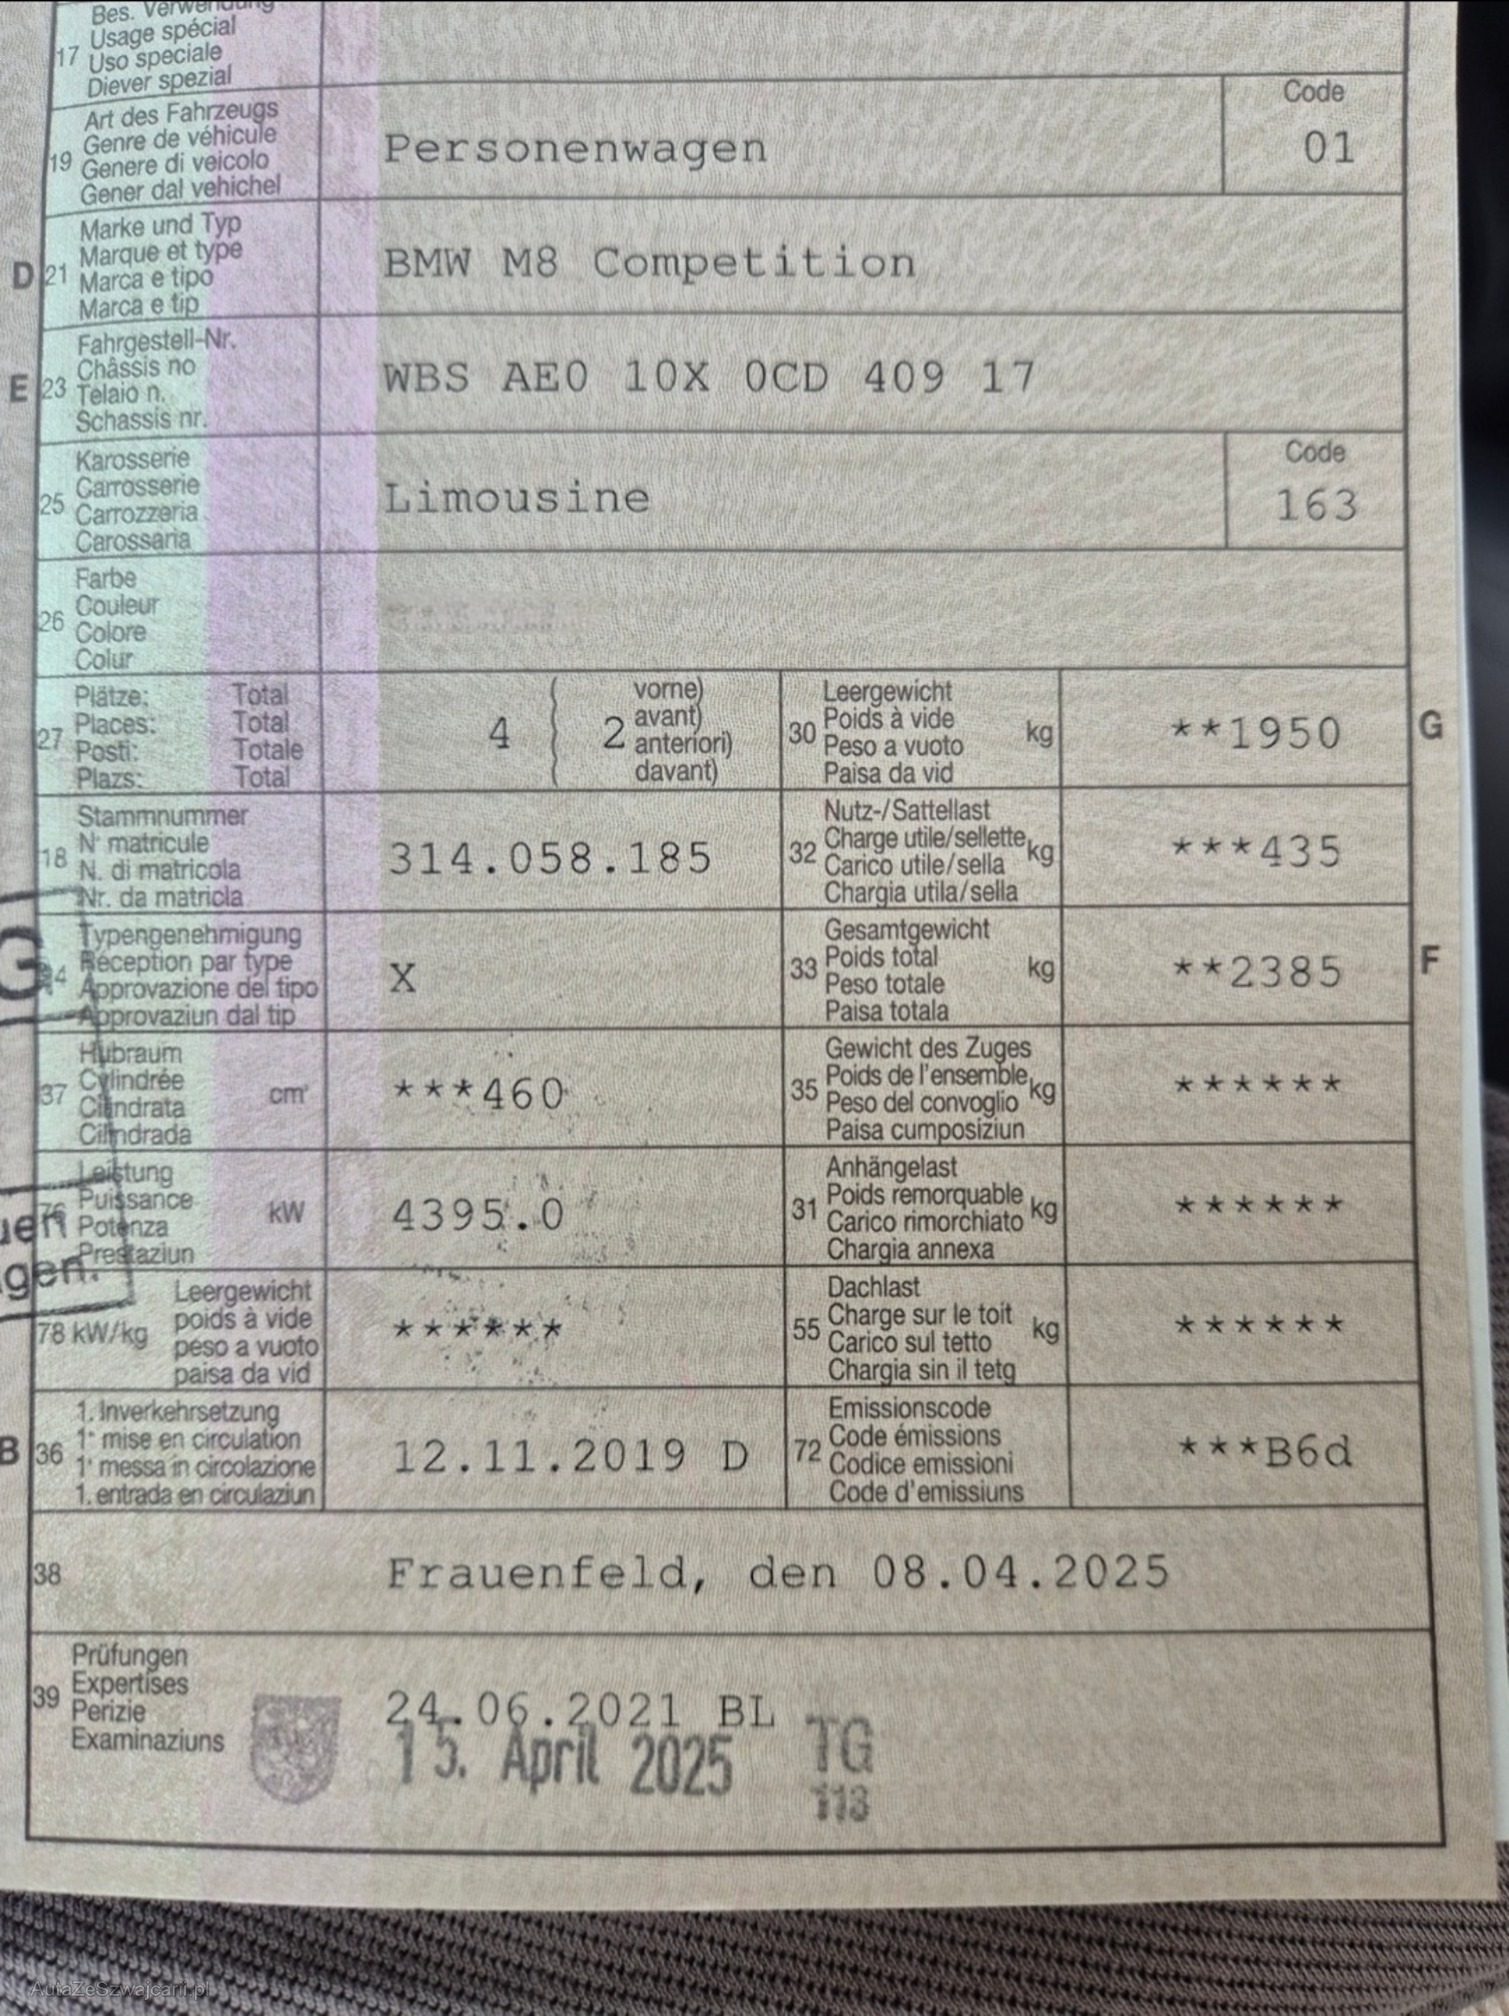 Bes. Verwendung
17 Usage spécial
Uso speciale
Diever spezial
19 Art des Fahrzeugs
Genre de véhicule
Genere di veicolo
Gener dal vehichel
Personenwagen
Code
01
D 21 Marke und Typ
Marque et type
Marca e tipo
Marca e tip
BMW M8 Competition
E 23 Fahrgestell-Nr.
Châssis no
Telaio n.
Schassis nr.
WBS AE0 10X 0CD 409 17
25 Karosserie
Carrosserie
Carrozzeria
Carossaria
Limousine
Code
163
26 Farbe
Couleur
Colore
Colur
27 Plätze: Total
Places: Total
Posti: Totale
Plazs: Total
4 ( 2 vorne)
avant)
anteriori)
davant)
30 Leergewicht
Poids à vide kg
Peso a vuoto
Paisa da vid
**1950 G
18 Stammnummer
N° matricule
N. di matricola
Nr. da matricla
314.058.185
32 Nutz-/Sattellast
Charge utile/sellette kg
Carico utile/sella
Chargia utila/sella
***435
G
24 Typengenehmigung
Réception par type
Approvazione del tipo
Approvaziun dal tip
X
33 Gesamtgewicht
Poids total kg
Peso totale
Paisa totala
**2385 F
37 Hubraum
Cylindrée cm³
Cilindrata
Cilindrada
***460
35 Gewicht des Zuges
Poids de l'ensemble kg
Peso del convoglio
Paisa cumposiziun
******
76 Leistung
Puissance kW
Potenza
Prestaziun
4395.0
31 Anhängelast
Poids remorquable kg
Carico rimorchiato
Chargia annexa
******
78 kW/kg Leergewicht
poids à vide
peso a vuoto
paisa da vid
******
55 Dachlast
Charge sur le toit kg
Carico sul tetto
Chargia sin il tetg
******
B 36 1. Inverkehrsetzung
1° mise en circulation
1° messa in circolazione
1. entrada en circulaziun
12.11.2019 D
72 Emissionscode
Code émissions
Codice emissioni
Code d'emissiuns
***B6d
38 Frauenfeld, den 08.04.2025
39 Prüfungen
Expertises
Perizie
Examinaziuns
24.06.2021 BL
15. April 2025 TG
113
AutaZeSzwajcarii.pl